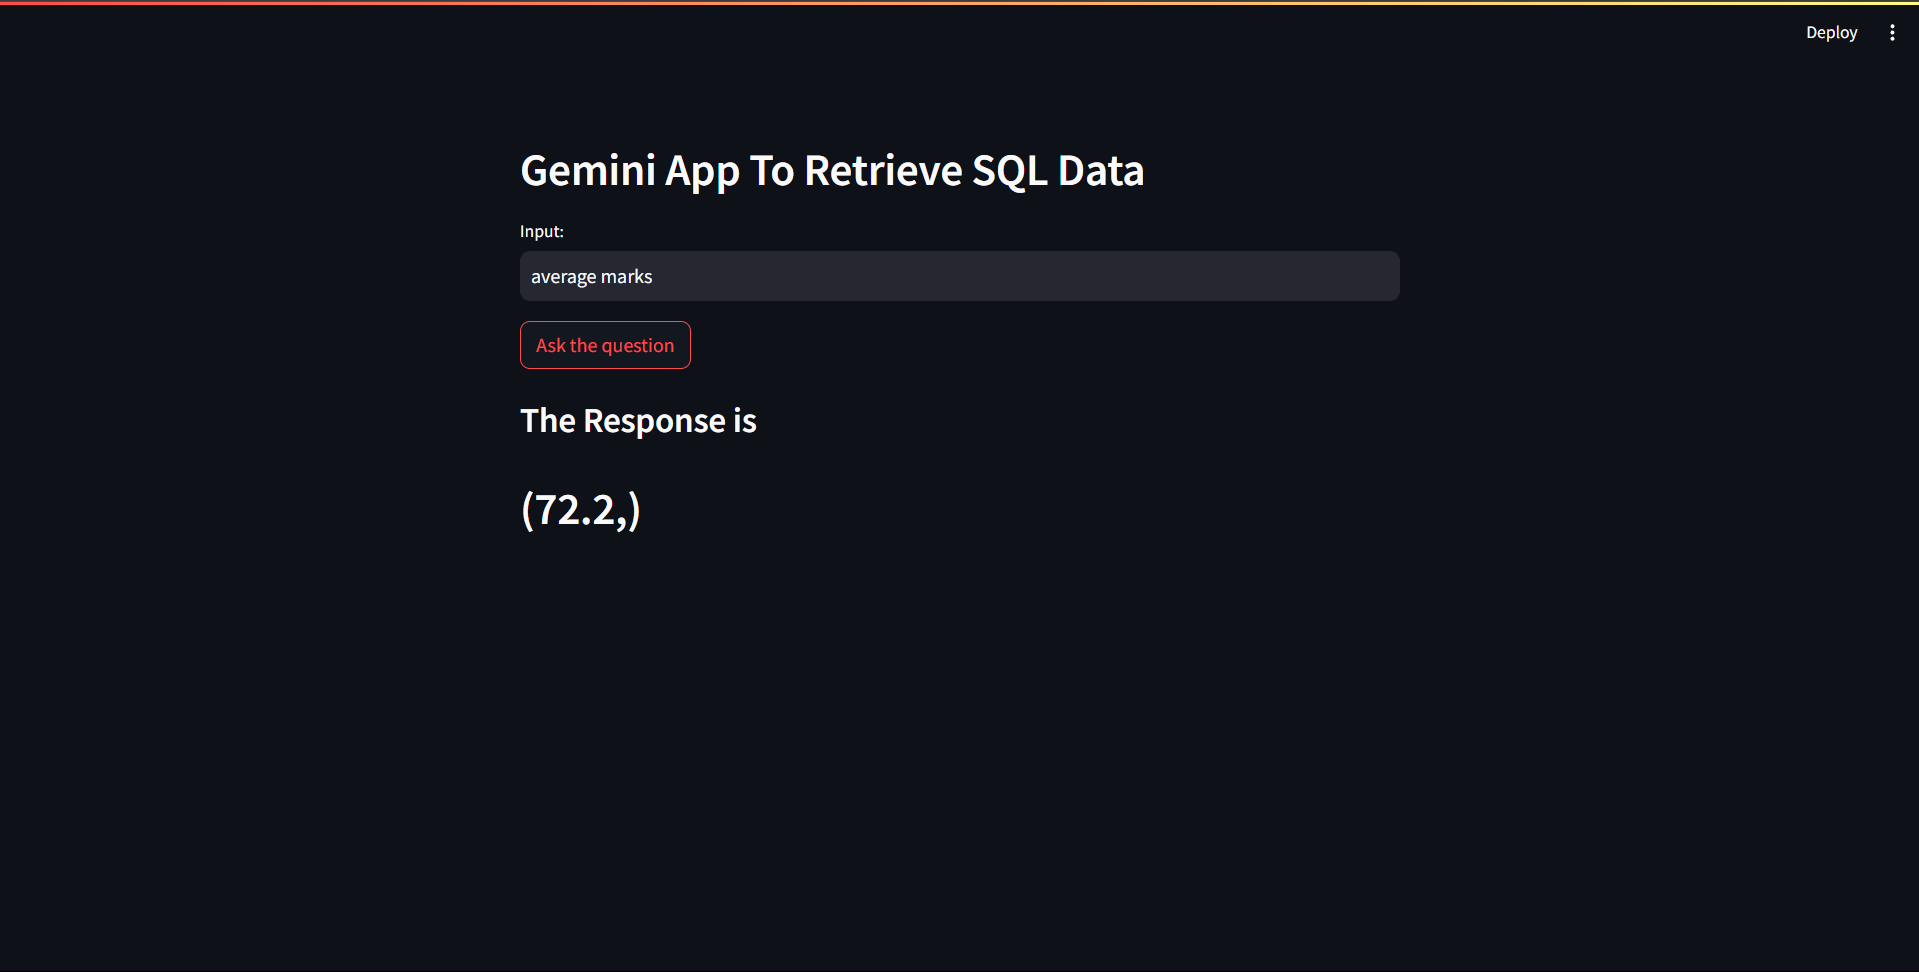 Deploy
Gemini App To Retrieve SQL Data
Input:
average marks
Ask the question
The Response is
(72.2,)